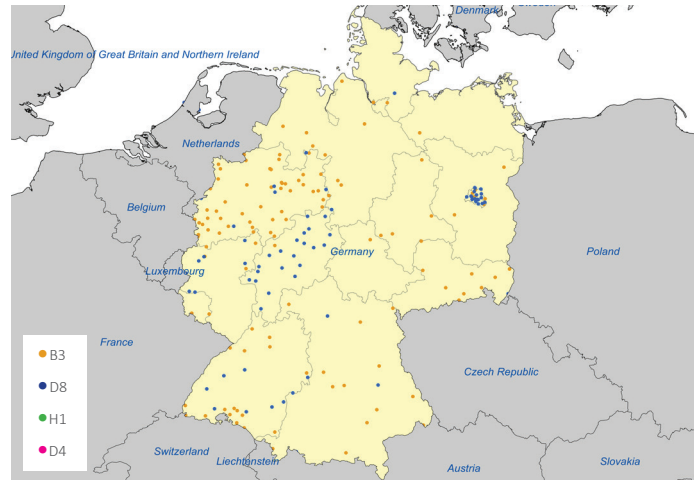 Denmark
United Kingdom of Great Britain and Northern Ireland
Netherlands
Belgium
Poland
Germany
Luxembourg
France
B3
D8
H1
D4
Czech Republic
Switzerland
Liechtenstein
Austria
Slovakia